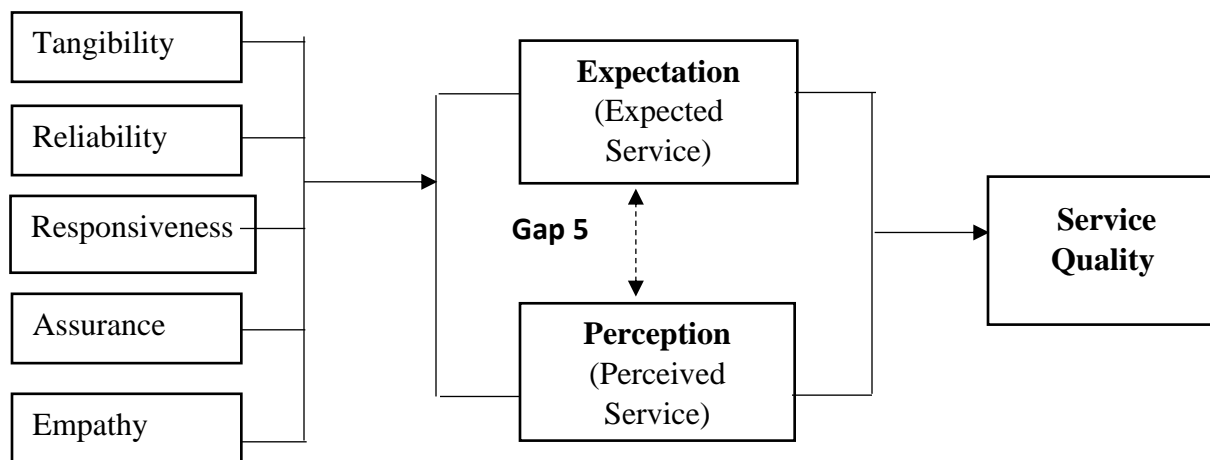 Tangibility
Reliability
Responsiveness
Assurance
Empathy
Expectation
(Expected
Service)
Gap 5
Perception
(Perceived
Service)
Service
Quality